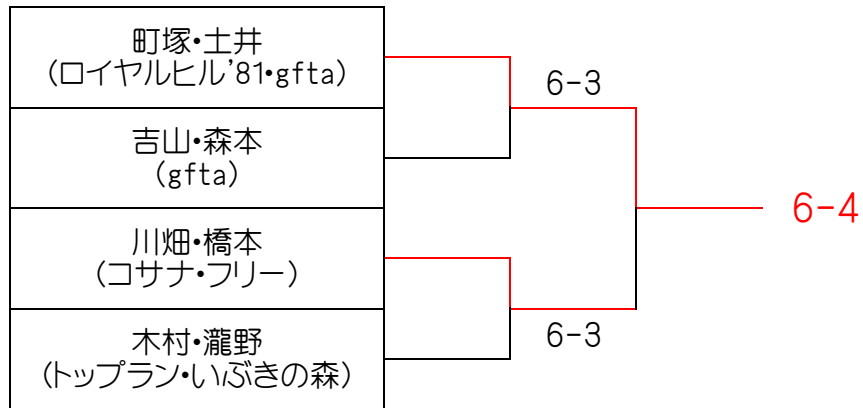 町塚・土井
(ロイヤルヒル'81・gfta)
6-3
吉山・森本
(gfta)
6-4
川畑・橋本
(コサナ・フリー)
6-3
木村・瀧野
(トップラン・いぶきの森)